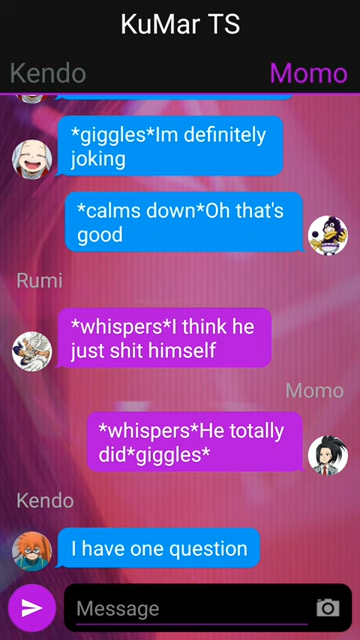 KuMar TS
Kendo
Momo
*giggles*Im definitely
joking
*calms down*Oh that's
good
Rumi
*whispers*I think he
just shit himself
Momo
*whispers*He totally
did*giggles*
Kendo
I have one question
Message